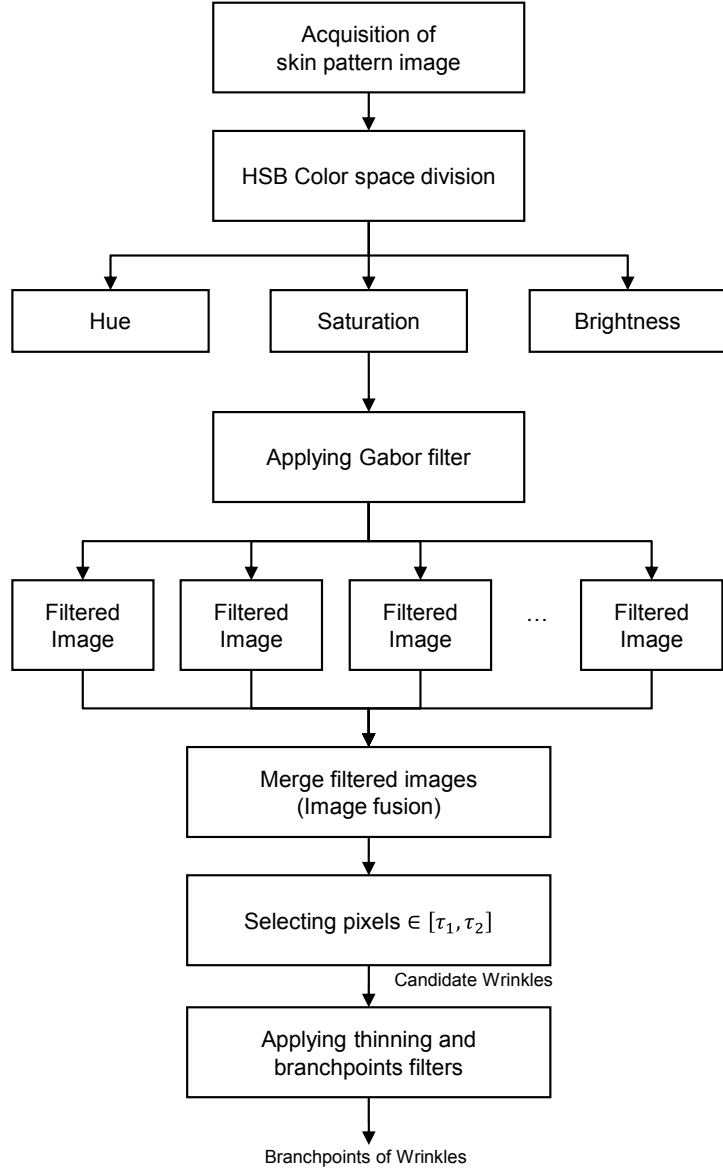 Acquisition of
skin pattern image
HSB Color space division
Hue
Saturation
Brightness
Applying Gabor filter
Filtered
Image
Filtered
Image
Filtered
Image
...
Filtered
Image
Merge filtered images
(Image fusion)
Selecting pixels ∈ [τ₁, τ₂]
Candidate Wrinkles
Applying thinning and
branchpoints filters
Branchpoints of Wrinkles